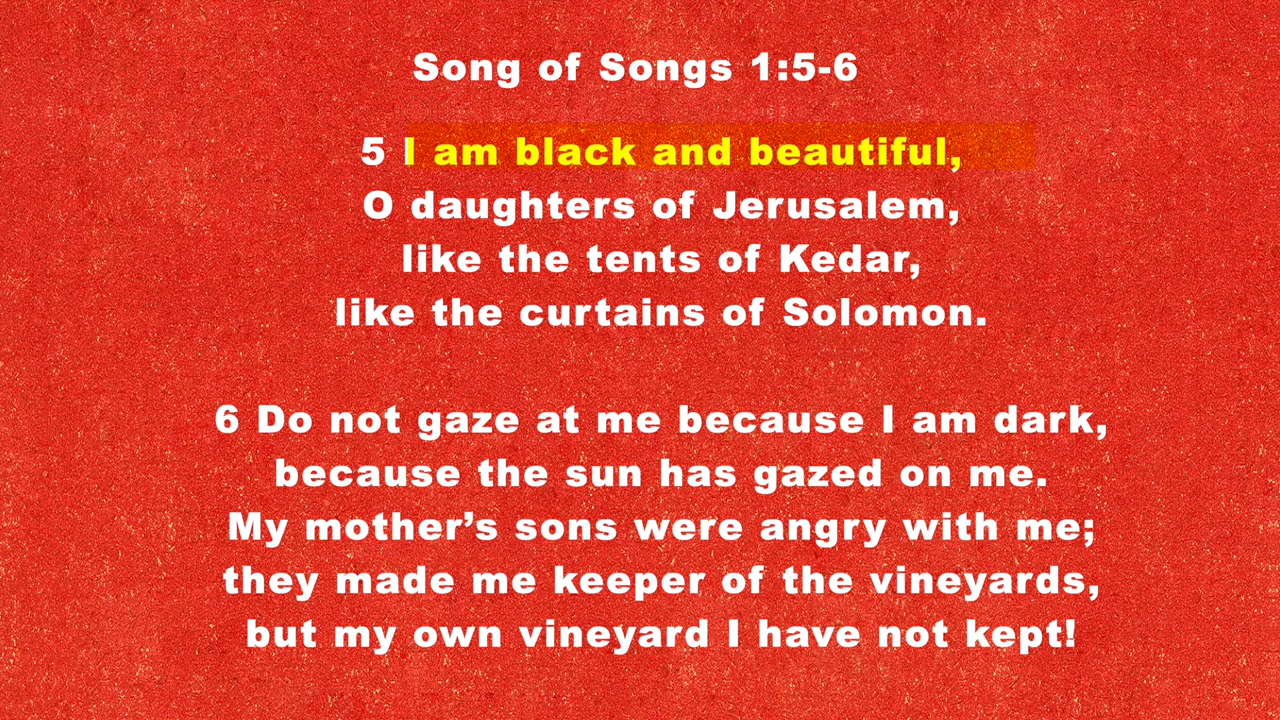 Song of Songs 1:5-6
5 I am black and beautiful,
O daughters of Jerusalem,
like the tents of Kedar,
like the curtains of Solomon.
6 Do not gaze at me because I am dark,
because the sun has gazed on me.
My mother’s sons were angry with me;
they made me keeper of the vineyards,
but my own vineyard I have not kept!